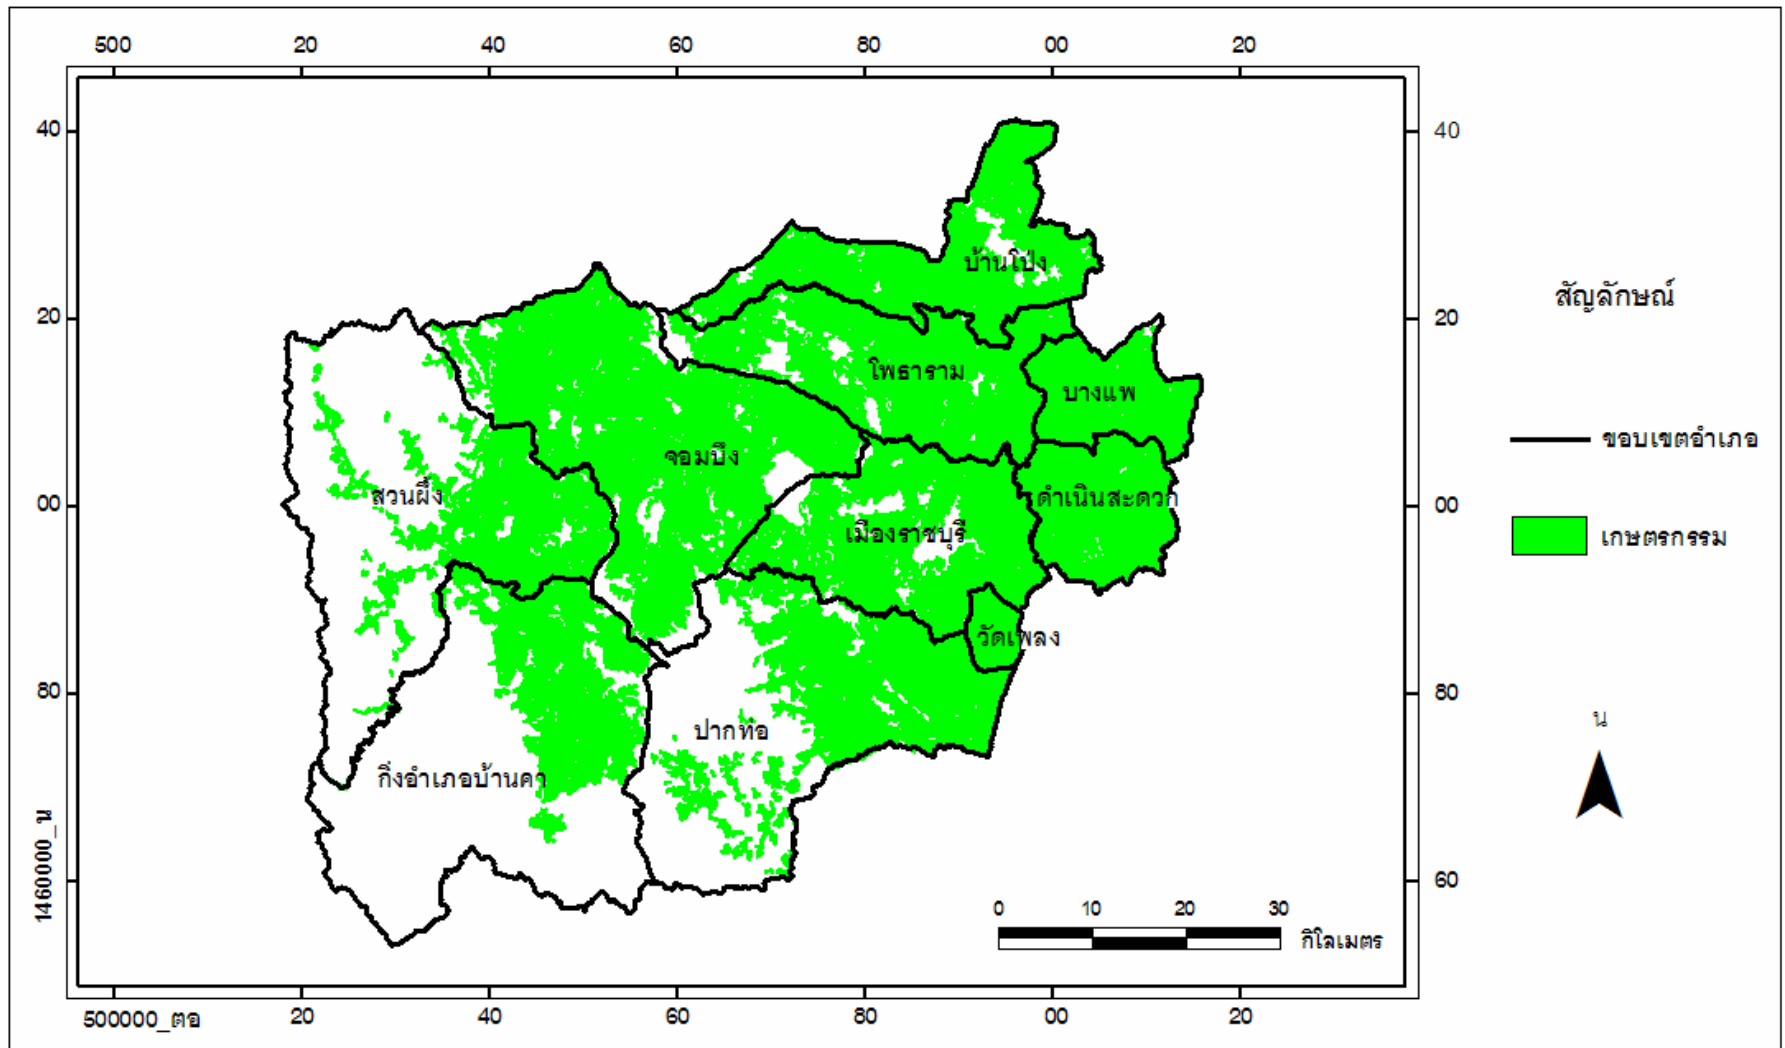 500 20 40 60 80 00 20
40 40
บ้านโป่ง
สัญลักษณ์
20 20
โพธาราม
บางแพ
ขอบเขตอำเภอ
จอมบึง
สวนผึ้ง
00 ดำเนินสะดวก 00
เมืองราชบุรี
เกษตรกรรม
วัดเพลง
80 80
น
ปากท่อ
กิ่งอำเภอบ้านคา
1460000_น
60
0 10 20 30
กิโลเมตร
500000_ตอ 20 40 60 80 00 20